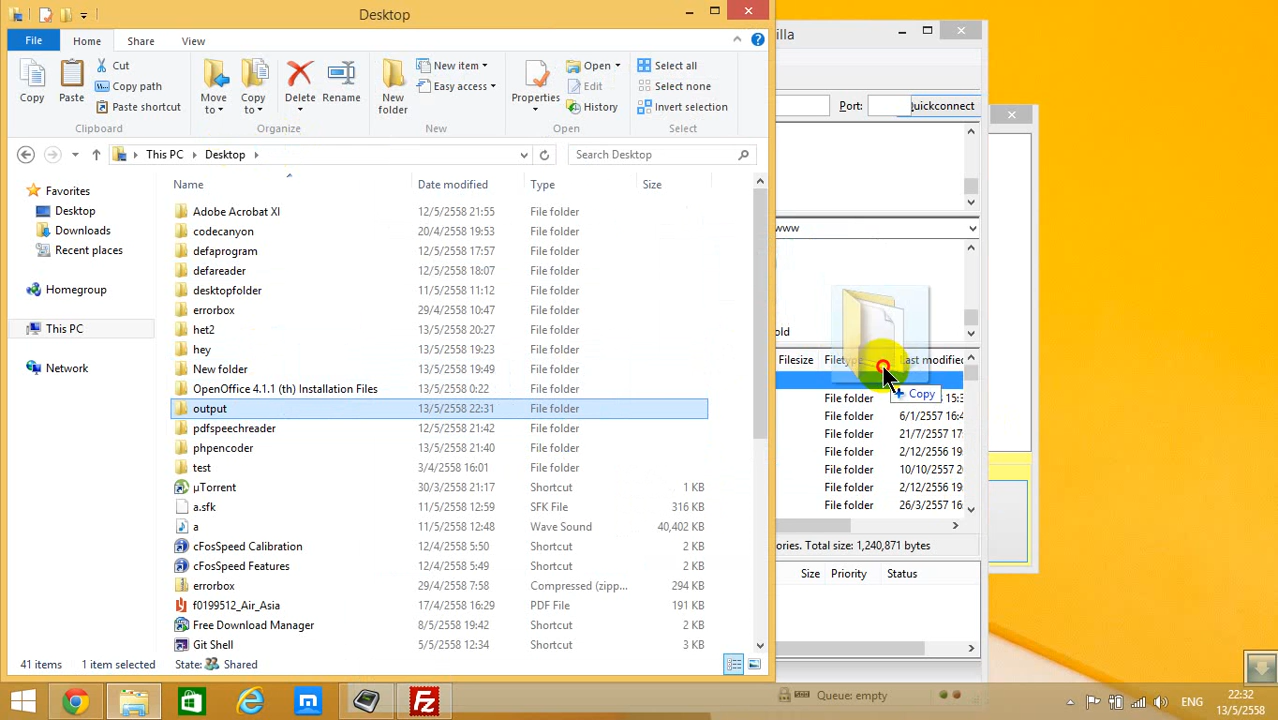 Desktop
File
Home
Share
View
Copy
Paste
Cut
Copy path
Paste shortcut
Clipboard
Move to
Copy to
Delete
Rename
Organize
New folder
New item
Easy access
New
Properties
Open
Edit
History
Open
Select all
Select none
Invert selection
Select
This PC
Desktop
Search Desktop
Favorites
Desktop
Downloads
Recent places
Homegroup
This PC
Network
Name Date modified Type Size
Adobe Acrobat XI 12/5/2558 21:55 File folder
codecanyon 20/4/2558 19:53 File folder
defaprogram 12/5/2558 17:57 File folder
defareader 12/5/2558 18:07 File folder
desktopfolder 11/5/2558 11:12 File folder
errorbox 29/4/2558 10:47 File folder
het2 13/5/2558 20:27 File folder
hey 13/5/2558 19:23 File folder
New folder 13/5/2558 19:49 File folder
OpenOffice 4.1.1 (th) Installation Files 13/5/2558 0:22 File folder
output 13/5/2558 22:31 File folder
pdfspeechreader 12/5/2558 21:42 File folder
phpencoder 13/5/2558 21:40 File folder
test 3/4/2558 16:01 File folder
µTorrent 30/3/2558 21:17 Shortcut 1 KB
a.sfk 11/5/2558 12:59 SFK File 316 KB
a 11/5/2558 12:48 Wave Sound 40,402 KB
cFosSpeed Calibration 12/4/2558 5:50 Shortcut 2 KB
cFosSpeed Features 12/4/2558 5:49 Shortcut 2 KB
errorbox 29/4/2558 7:58 Compressed (zipp... 294 KB
f0199512_Air_Asia 17/4/2558 16:29 PDF File 191 KB
Free Download Manager 8/5/2558 19:42 Shortcut 2 KB
Git Shell 5/5/2558 12:34 Shortcut 3 KB
41 items 1 item selected State: Shared
illa
Port:
uickconnect
www
old
Filesize Filetype Last modified
Copy
File folder 15:3
File folder 6/1/2557 16:4
File folder 21/7/2557 17:
File folder 2/12/2556 19:
File folder 10/10/2557 2
File folder 2/12/2556 19:
File folder 26/3/2557 16:
ories. Total size: 1,240,871 bytes
Size Priority Status
Queue: empty
ENG
22:32
13/5/2558